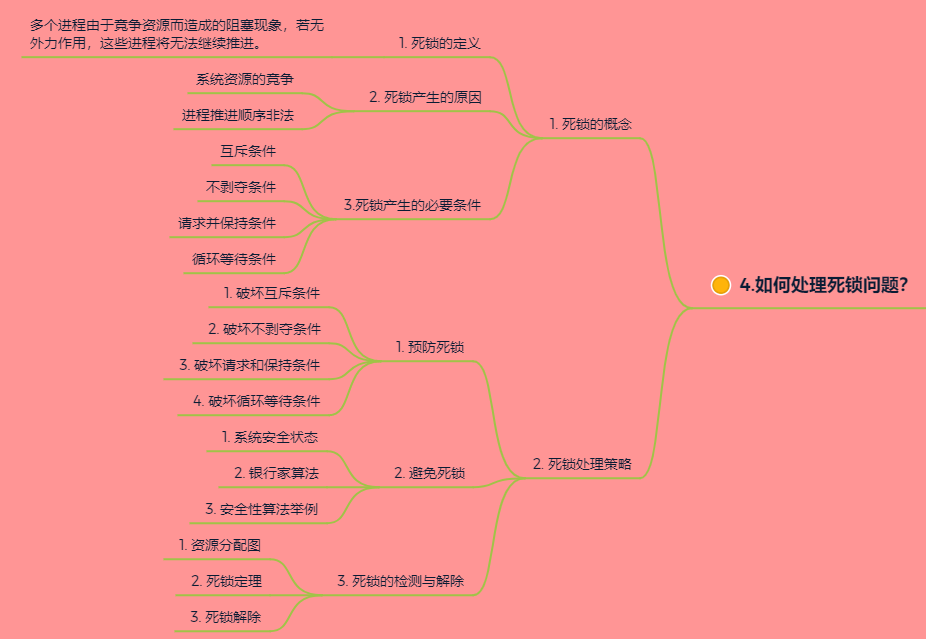 4.如何处理死锁问题？
1. 死锁的概念
1. 死锁的定义
多个进程由于竞争资源而造成的阻塞现象，若无
外力作用，这些进程将无法继续推进。
2. 死锁产生的原因
系统资源的竞争
进程推进顺序非法
3.死锁产生的必要条件
互斥条件
不剥夺条件
请求并保持条件
循环等待条件
2. 死锁处理策略
1. 预防死锁
1. 破坏互斥条件
2. 破坏不剥夺条件
3. 破坏请求和保持条件
4. 破坏循环等待条件
2. 避免死锁
1. 系统安全状态
2. 银行家算法
3. 安全性算法举例
3. 死锁的检测与解除
1. 资源分配图
2. 死锁定理
3. 死锁解除